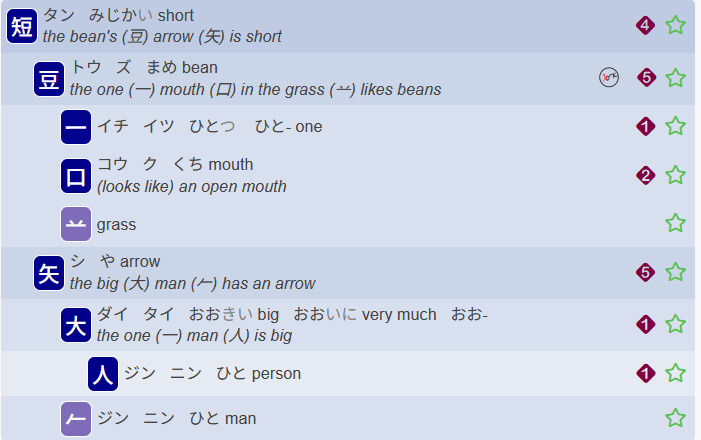 短 タン みじかい short 4
the bean's (豆) arrow (矢) is short
豆 トウ ズ まめ bean 5
the one (一) mouth (口) in the grass (䒑) likes beans
一 イチ イツ ひとつ ひと- one 1
口 コウ ク くち mouth 2
(looks like) an open mouth
䒑 grass
矢 シ や arrow 5
the big (大) man (𠂉) has an arrow
大 ダイ タイ おおきい big おおいに very much おお- 1
the one (一) man (人) is big
人 ジン ニン ひと person 1
𠂉 ジン ニン ひと man